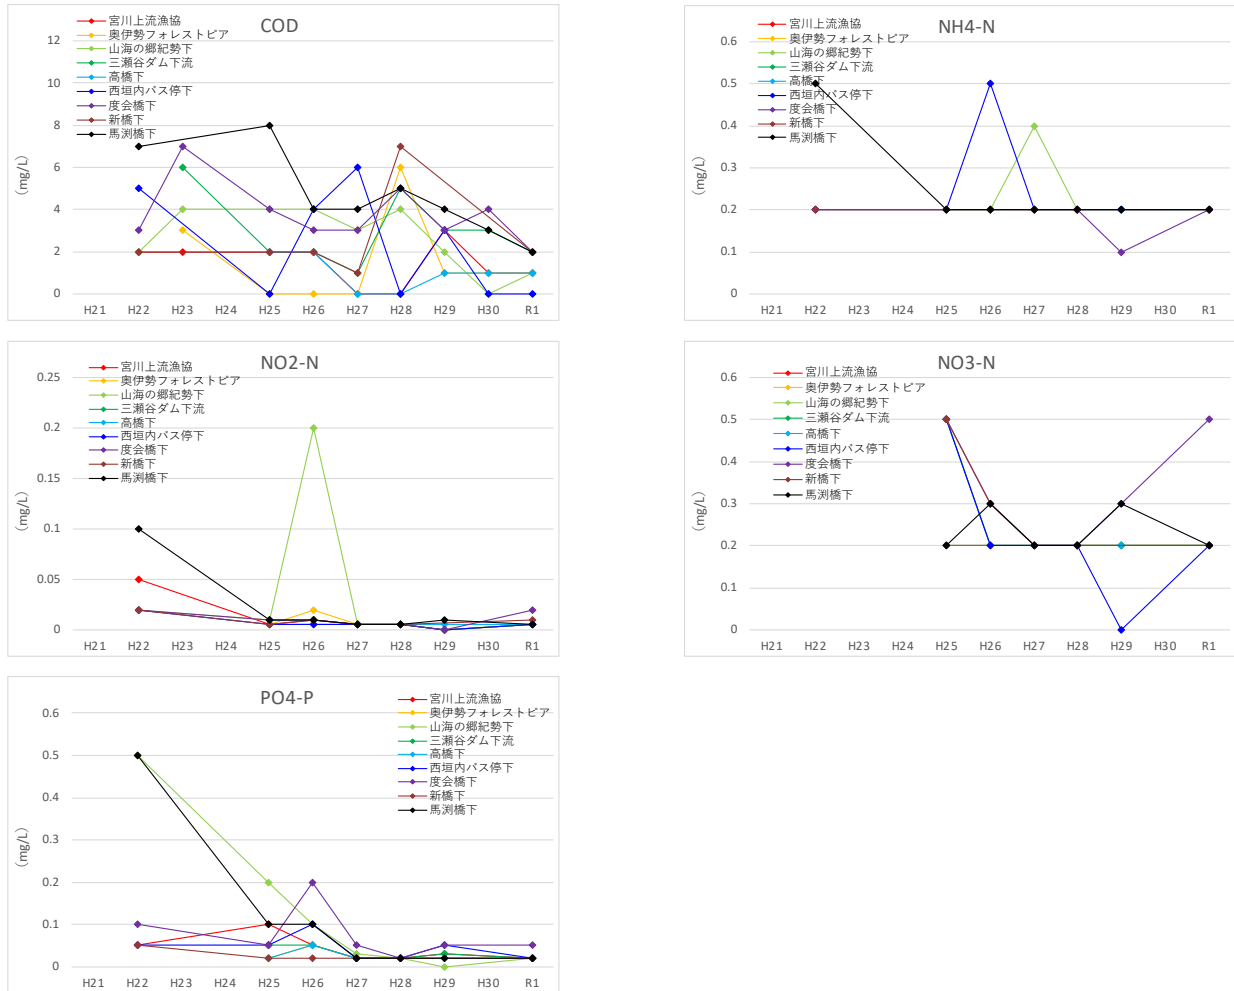 COD
宮川上流漁協
奥伊勢フォレストピア
山海の郷紀勢下
三瀬谷ダム下流
高橋下
西垣内バス停下
度会橋下
新橋下
馬渕橋下
(mg/L)
12
10
8
6
4
2
0
H21 H22 H23 H24 H25 H26 H27 H28 H29 H30 R1
NH4-N
宮川上流漁協
奥伊勢フォレストピア
山海の郷紀勢下
三瀬谷ダム下流
高橋下
西垣内バス停下
度会橋下
新橋下
馬渕橋下
(mg/L)
0.6
0.5
0.4
0.3
0.2
0.1
0
H21 H22 H23 H24 H25 H26 H27 H28 H29 H30 R1
NO2-N
宮川上流漁協
奥伊勢フォレストピア
山海の郷紀勢下
三瀬谷ダム下流
高橋下
西垣内バス停下
度会橋下
新橋下
馬渕橋下
(mg/L)
0.25
0.2
0.15
0.1
0.05
0
H21 H22 H23 H24 H25 H26 H27 H28 H29 H30 R1
NO3-N
宮川上流漁協
奥伊勢フォレストピア
山海の郷紀勢下
三瀬谷ダム下流
高橋下
西垣内バス停下
度会橋下
新橋下
馬渕橋下
(mg/L)
0.6
0.5
0.4
0.3
0.2
0.1
0
H21 H22 H23 H24 H25 H26 H27 H28 H29 H30 R1
PO4-P
宮川上流漁協
奥伊勢フォレストピア
山海の郷紀勢下
三瀬谷ダム下流
高橋下
西垣内バス停下
度会橋下
新橋下
馬渕橋下
(mg/L)
0.6
0.5
0.4
0.3
0.2
0.1
0
H21 H22 H23 H24 H25 H26 H27 H28 H29 H30 R1